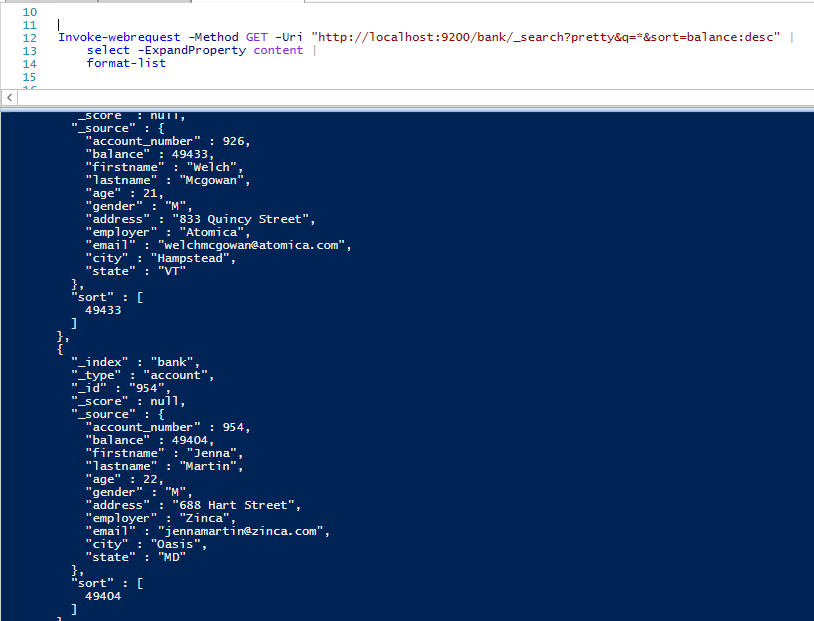 10
11
12 Invoke-webrequest -Method GET -Uri "http://localhost:9200/bank/_search?pretty&q=*&sort=balance:desc" |
13     select -ExpandProperty content |
14     format-list
15
16
"_score" : null,
"_source" : {
"account_number" : 926,
"balance" : 49433,
"firstname" : "Welch",
"lastname" : "Mcgowan",
"age" : 21,
"gender" : "M",
"address" : "833 Quincy Street",
"employer" : "Atomica",
"email" : "welchmcgowan@atomica.com",
"city" : "Hampstead",
"state" : "VT"
},
"sort" : [
49433
]
},
{
"_index" : "bank",
"_type" : "account",
"_id" : "954",
"_score" : null,
"_source" : {
"account_number" : 954,
"balance" : 49404,
"firstname" : "Jenna",
"lastname" : "Martin",
"age" : 22,
"gender" : "M",
"address" : "688 Hart Street",
"employer" : "Zinca",
"email" : "jennamartin@zinca.com",
"city" : "Oasis",
"state" : "MD"
},
"sort" : [
49404
]